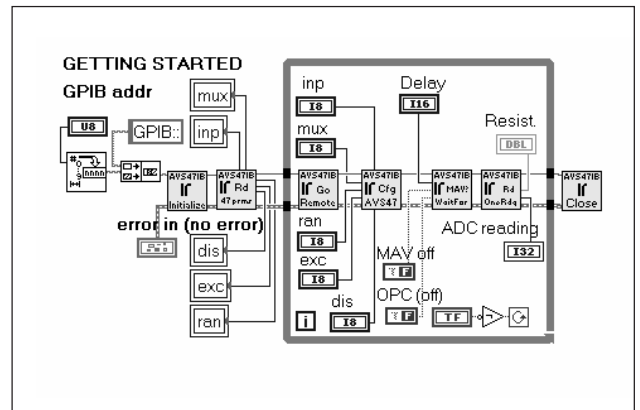 GETTING STARTED
GPIB addr
mux
inp
U8
GPIB::
AVS47IB
Initialize
AVS47IB
Rd
47prms
error in (no error)
dis
exc
ran
inp
I8
mux
I8
AVS47IB
Go
Remote
AVS47IB
Cfg
AVS47
ran
I8
exc
I8
dis
I8
i
Delay
I16
AVS47IB
MAV?
WaitFor
AVS47IB
Rd
OneRdg
Resist.
DBL
AVS47IB
Close
ADC reading
I32
MAV off
F
OPC (off)
F
TF